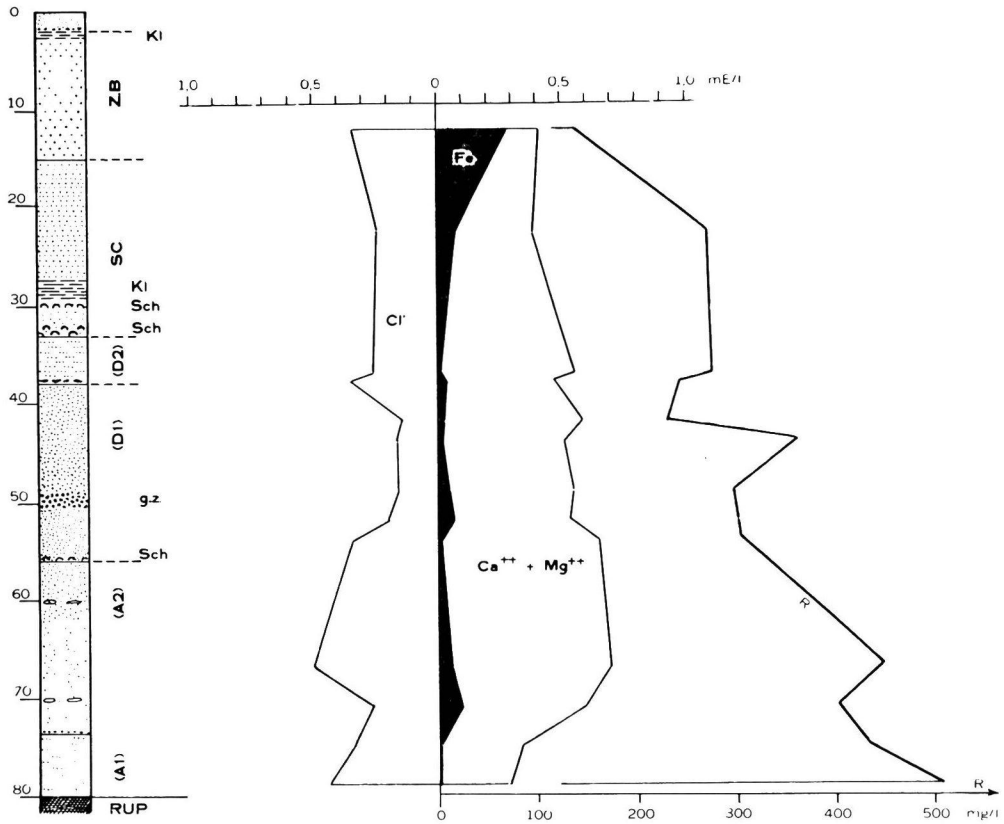 0
10
20
30
40
50
60
70
80
Kl
ZB
SC
Kl
Sch
Sch
(D2)
(D1)
g.z
Sch
(A2)
(A1)
RUP
1,0 0,5 0 0,5 1,0 mE/l
Fe
Cl-
Ca++ + Mg++
R
R
0 100 200 300 400 500 mg/l